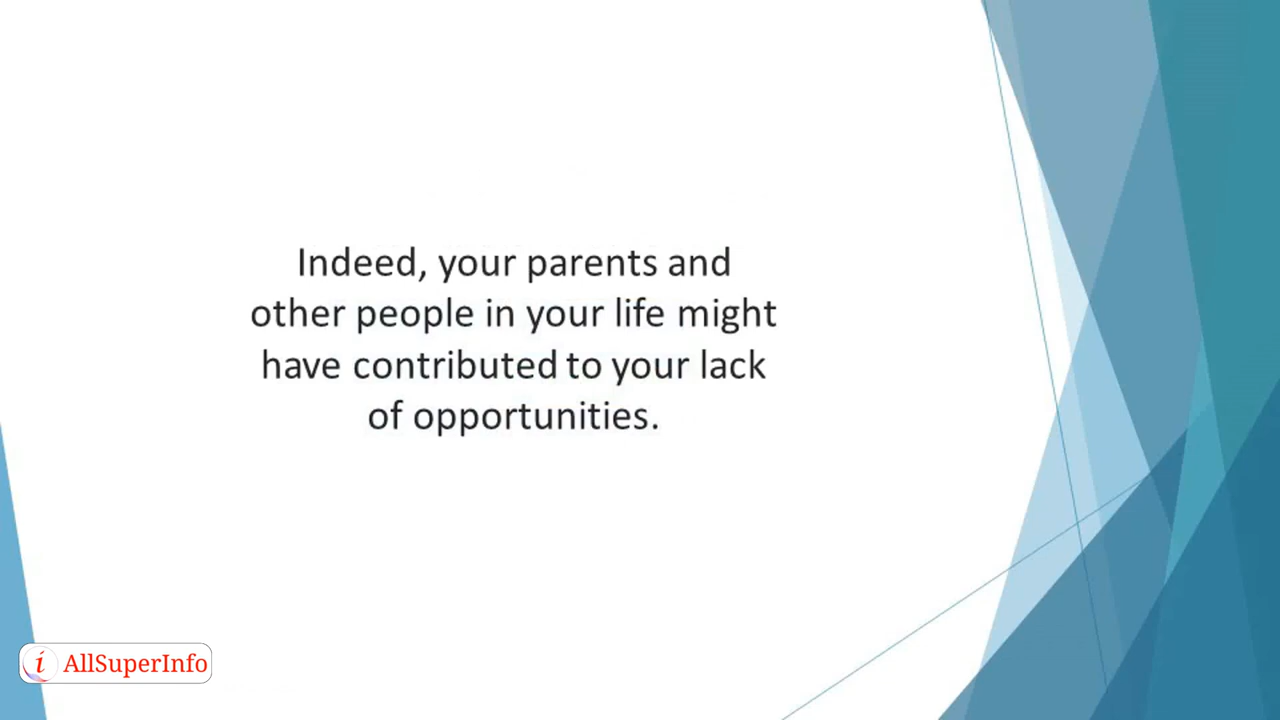 Indeed, your parents and
other people in your life might
have contributed to your lack
of opportunities.
i AllSuperInfo